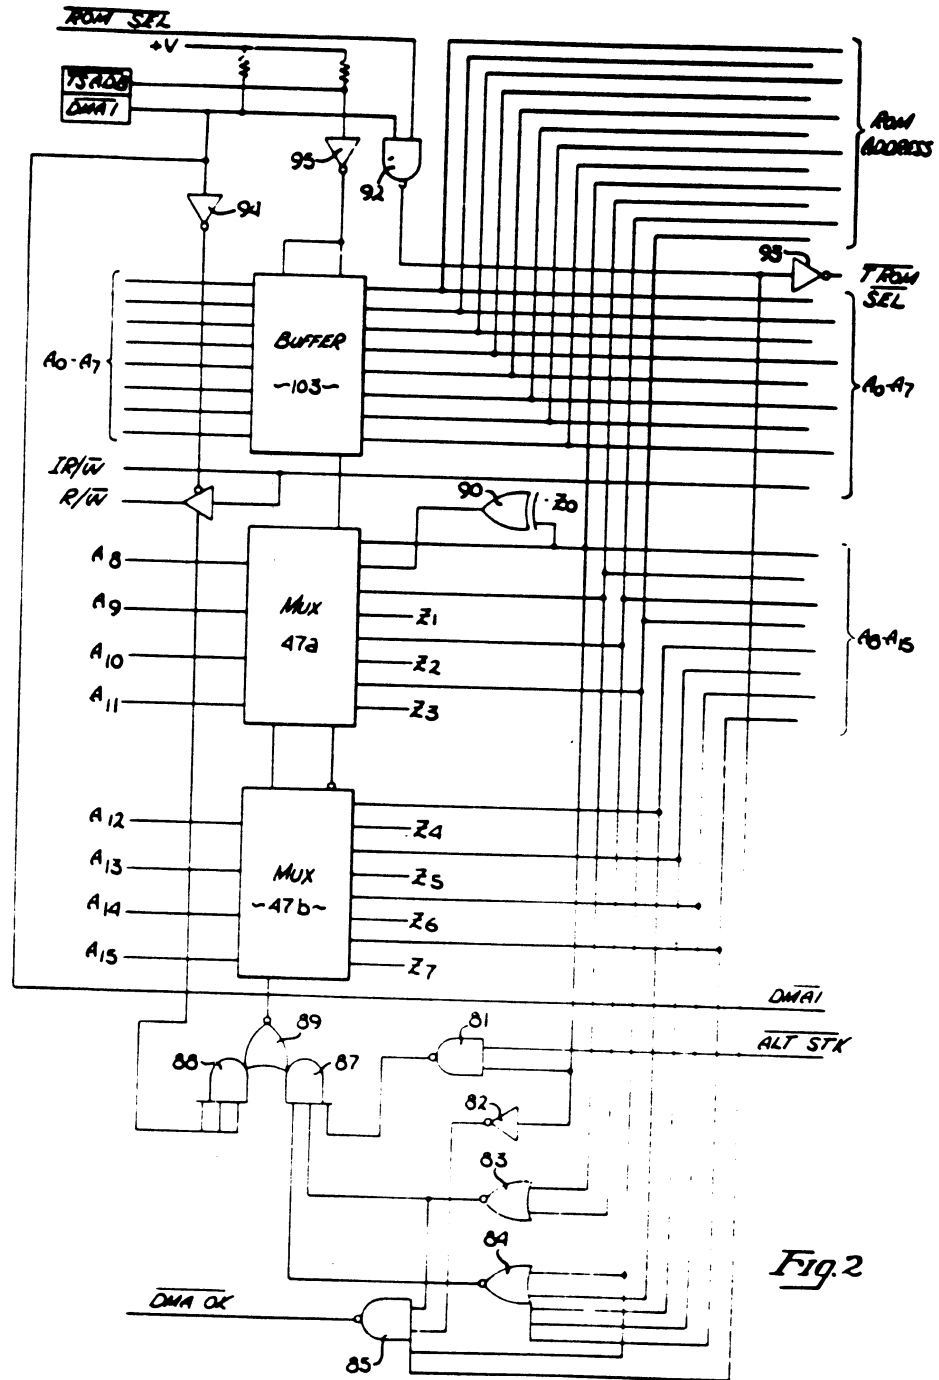 ROM SEL
+V
TSADB
DMA1
ROM ADDRESS
95
92
94
93
TROM SEL
BUFFER
~103~
A0-A7
A0-A7
IR/W
R/W
90
Z0
A8
A9
A10
A11
MUX
47a
Z1
Z2
Z3
A8-A15
A12
A13
A14
A15
MUX
~47b~
Z4
Z5
Z6
Z7
DMA1
ALT STK
89
81
88
87
82
83
84
Fig.2
DMA OK
85